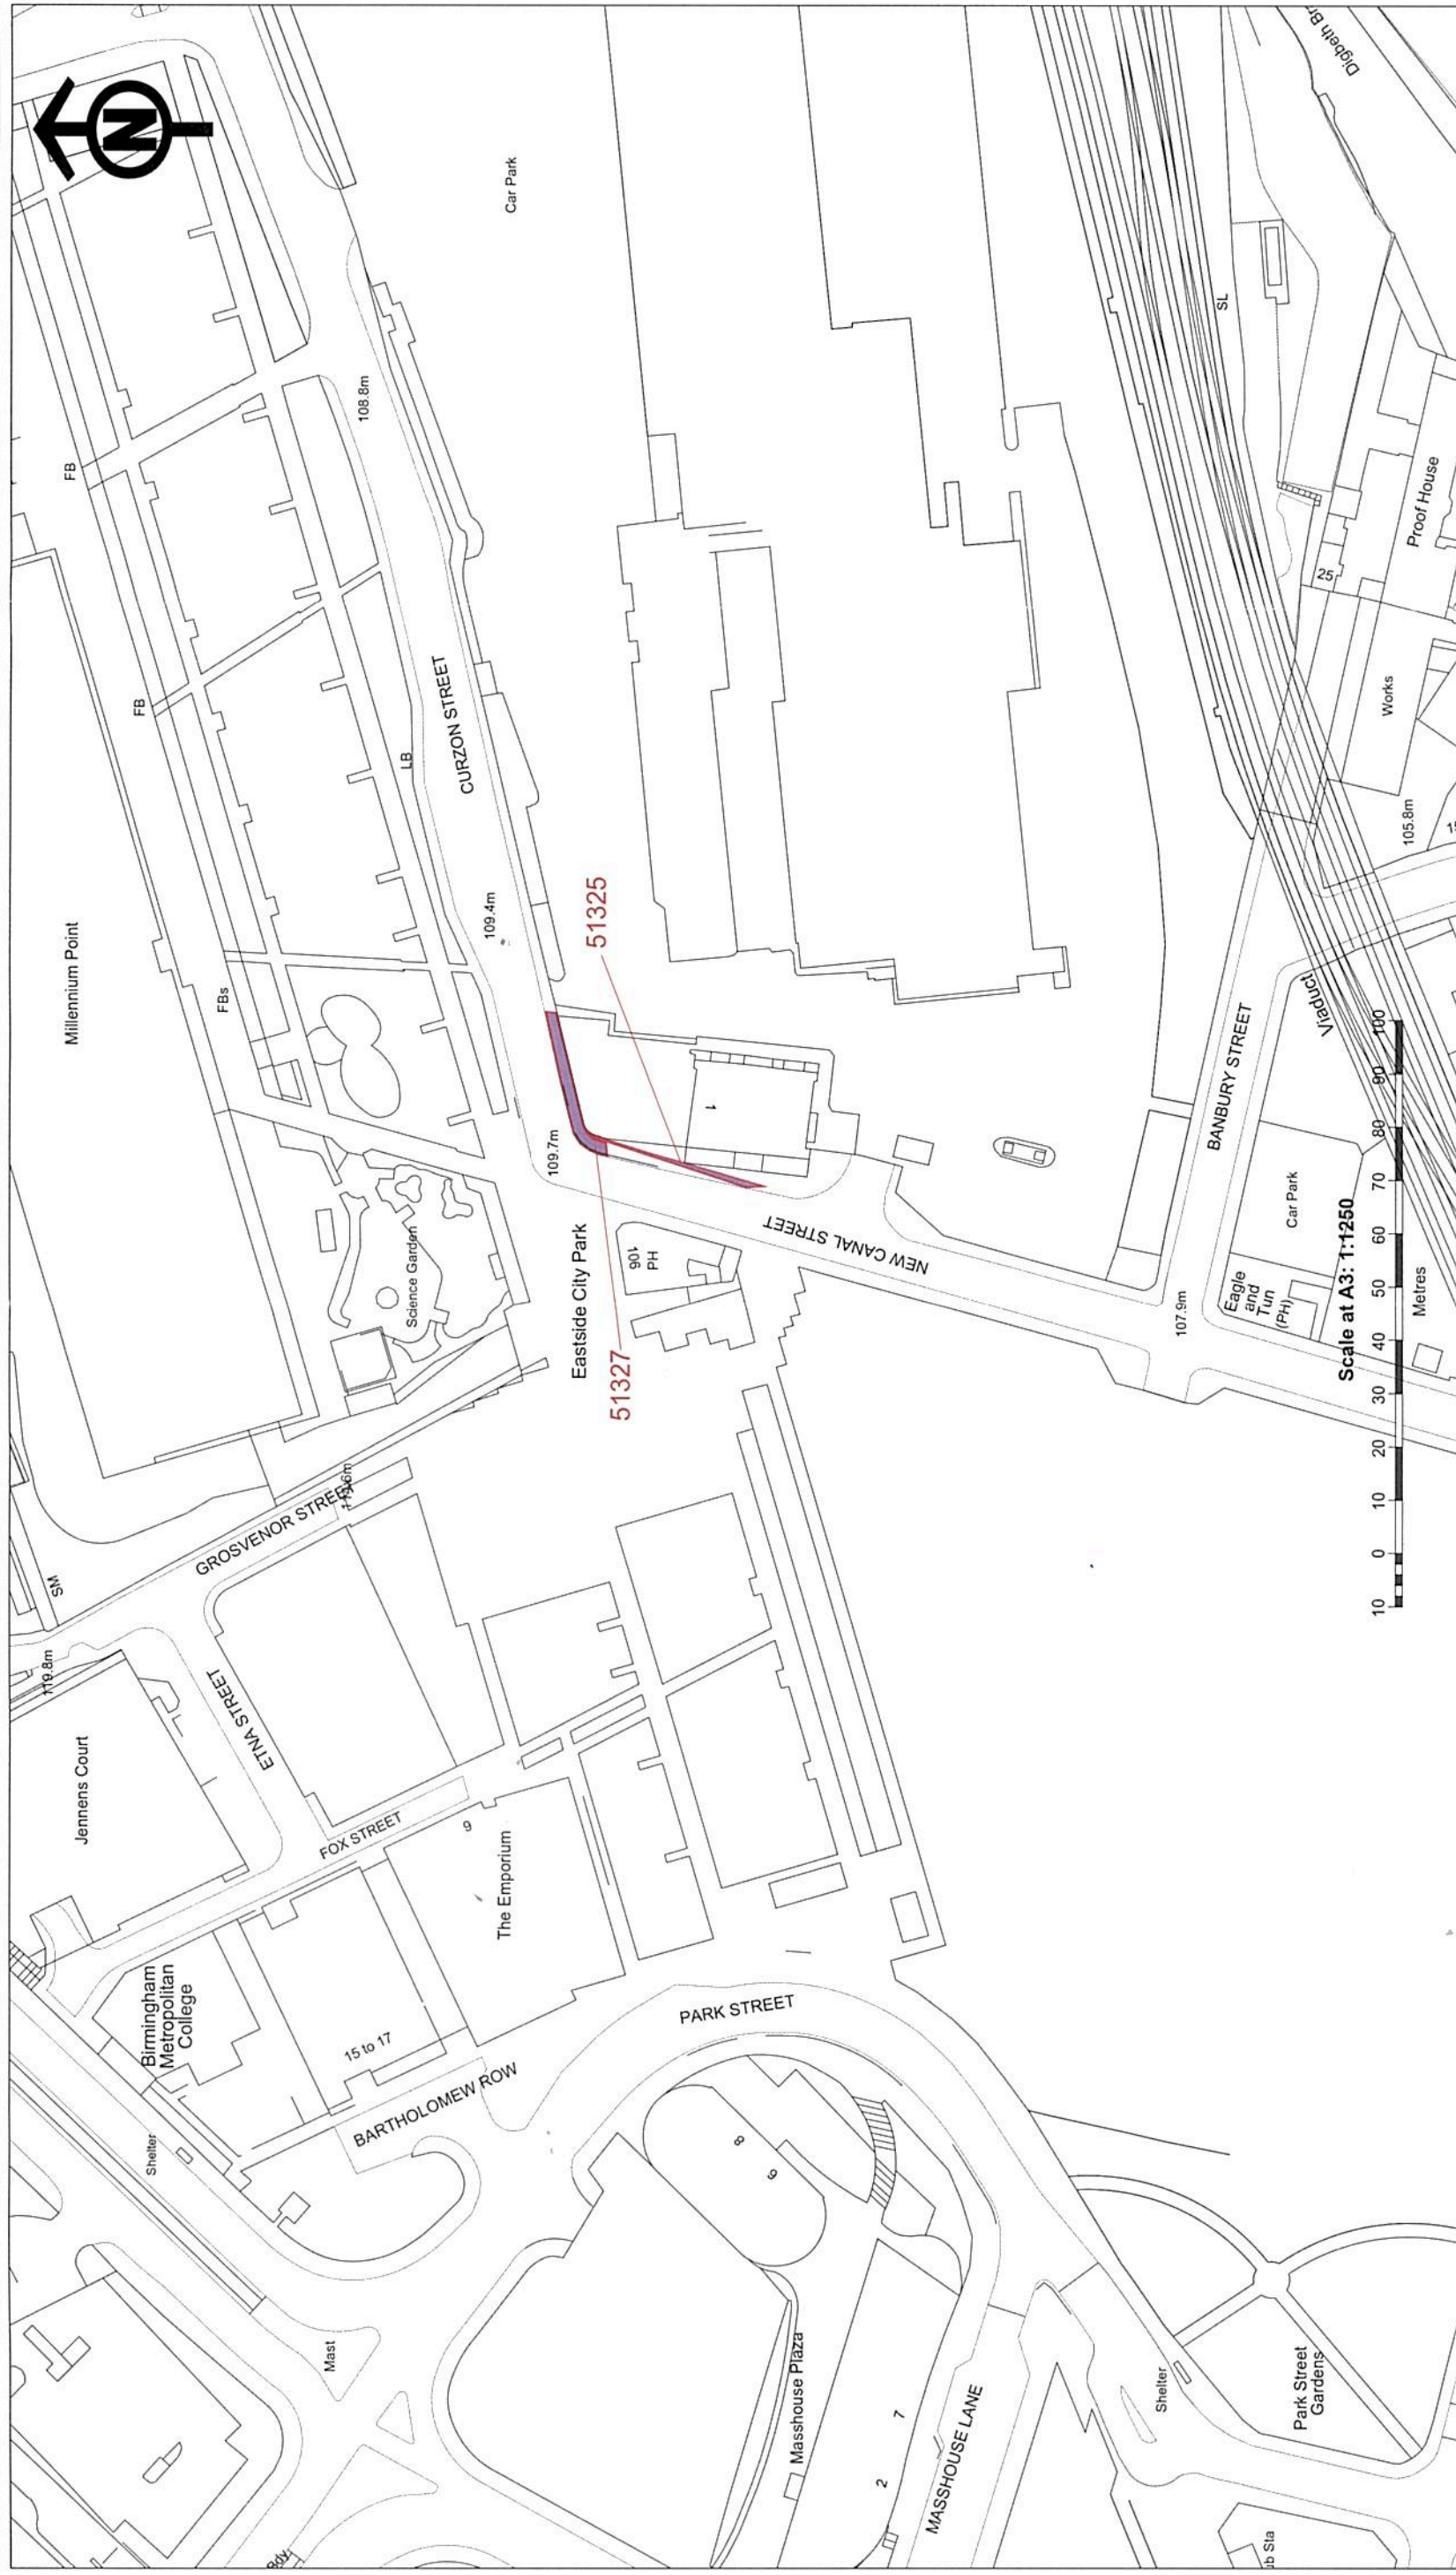 N
Digbeth Br
Car Park
108.8m
FB
SL
Proof House
25
FB
LB
CURZON STREET
Works
105.8m
Millennium Point
FBs
109.4m
51325
Viaduct
BANBURY STREET
1
109.7m
Science Garden
Eastside City Park
51327
106
PH
NEW CANAL STREET
Car Park
Eagle
and
Tun
(PH)
107.9m
Scale at A3: 1:1250
10 0 10 20 30 40 50 60 70 80 90 100
Metres
SM
GROSVENOR STREET
119.8m
ETNA STREET
Jennens Court
FOX STREET
9
The Emporium
Birmingham
Metropolitan
College
15 to 17
BARTHOLOMEW ROW
PARK STREET
Shelter
Mast
8
9
Masshouse Plaza
7
2
MASSHOUSE LANE
Shelter
Park Street
Gardens
b Sta
Bdy